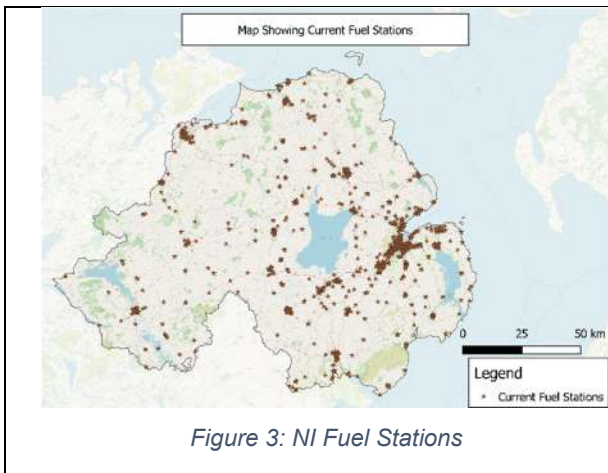 Map Showing Current Fuel Stations
0 25 50 km
Legend
Current Fuel Stations
Figure 3: NI Fuel Stations